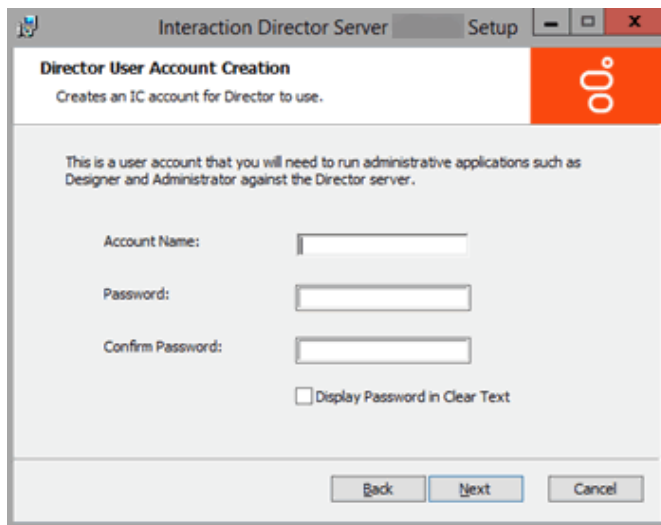 Interaction Director Server Setup
Director User Account Creation
Creates an IC account for Director to use.
This is a user account that you will need to run administrative applications such as
Designer and Administrator against the Director server.
Account Name:
Password:
Confirm Password:
Display Password in Clear Text
Back Next Cancel